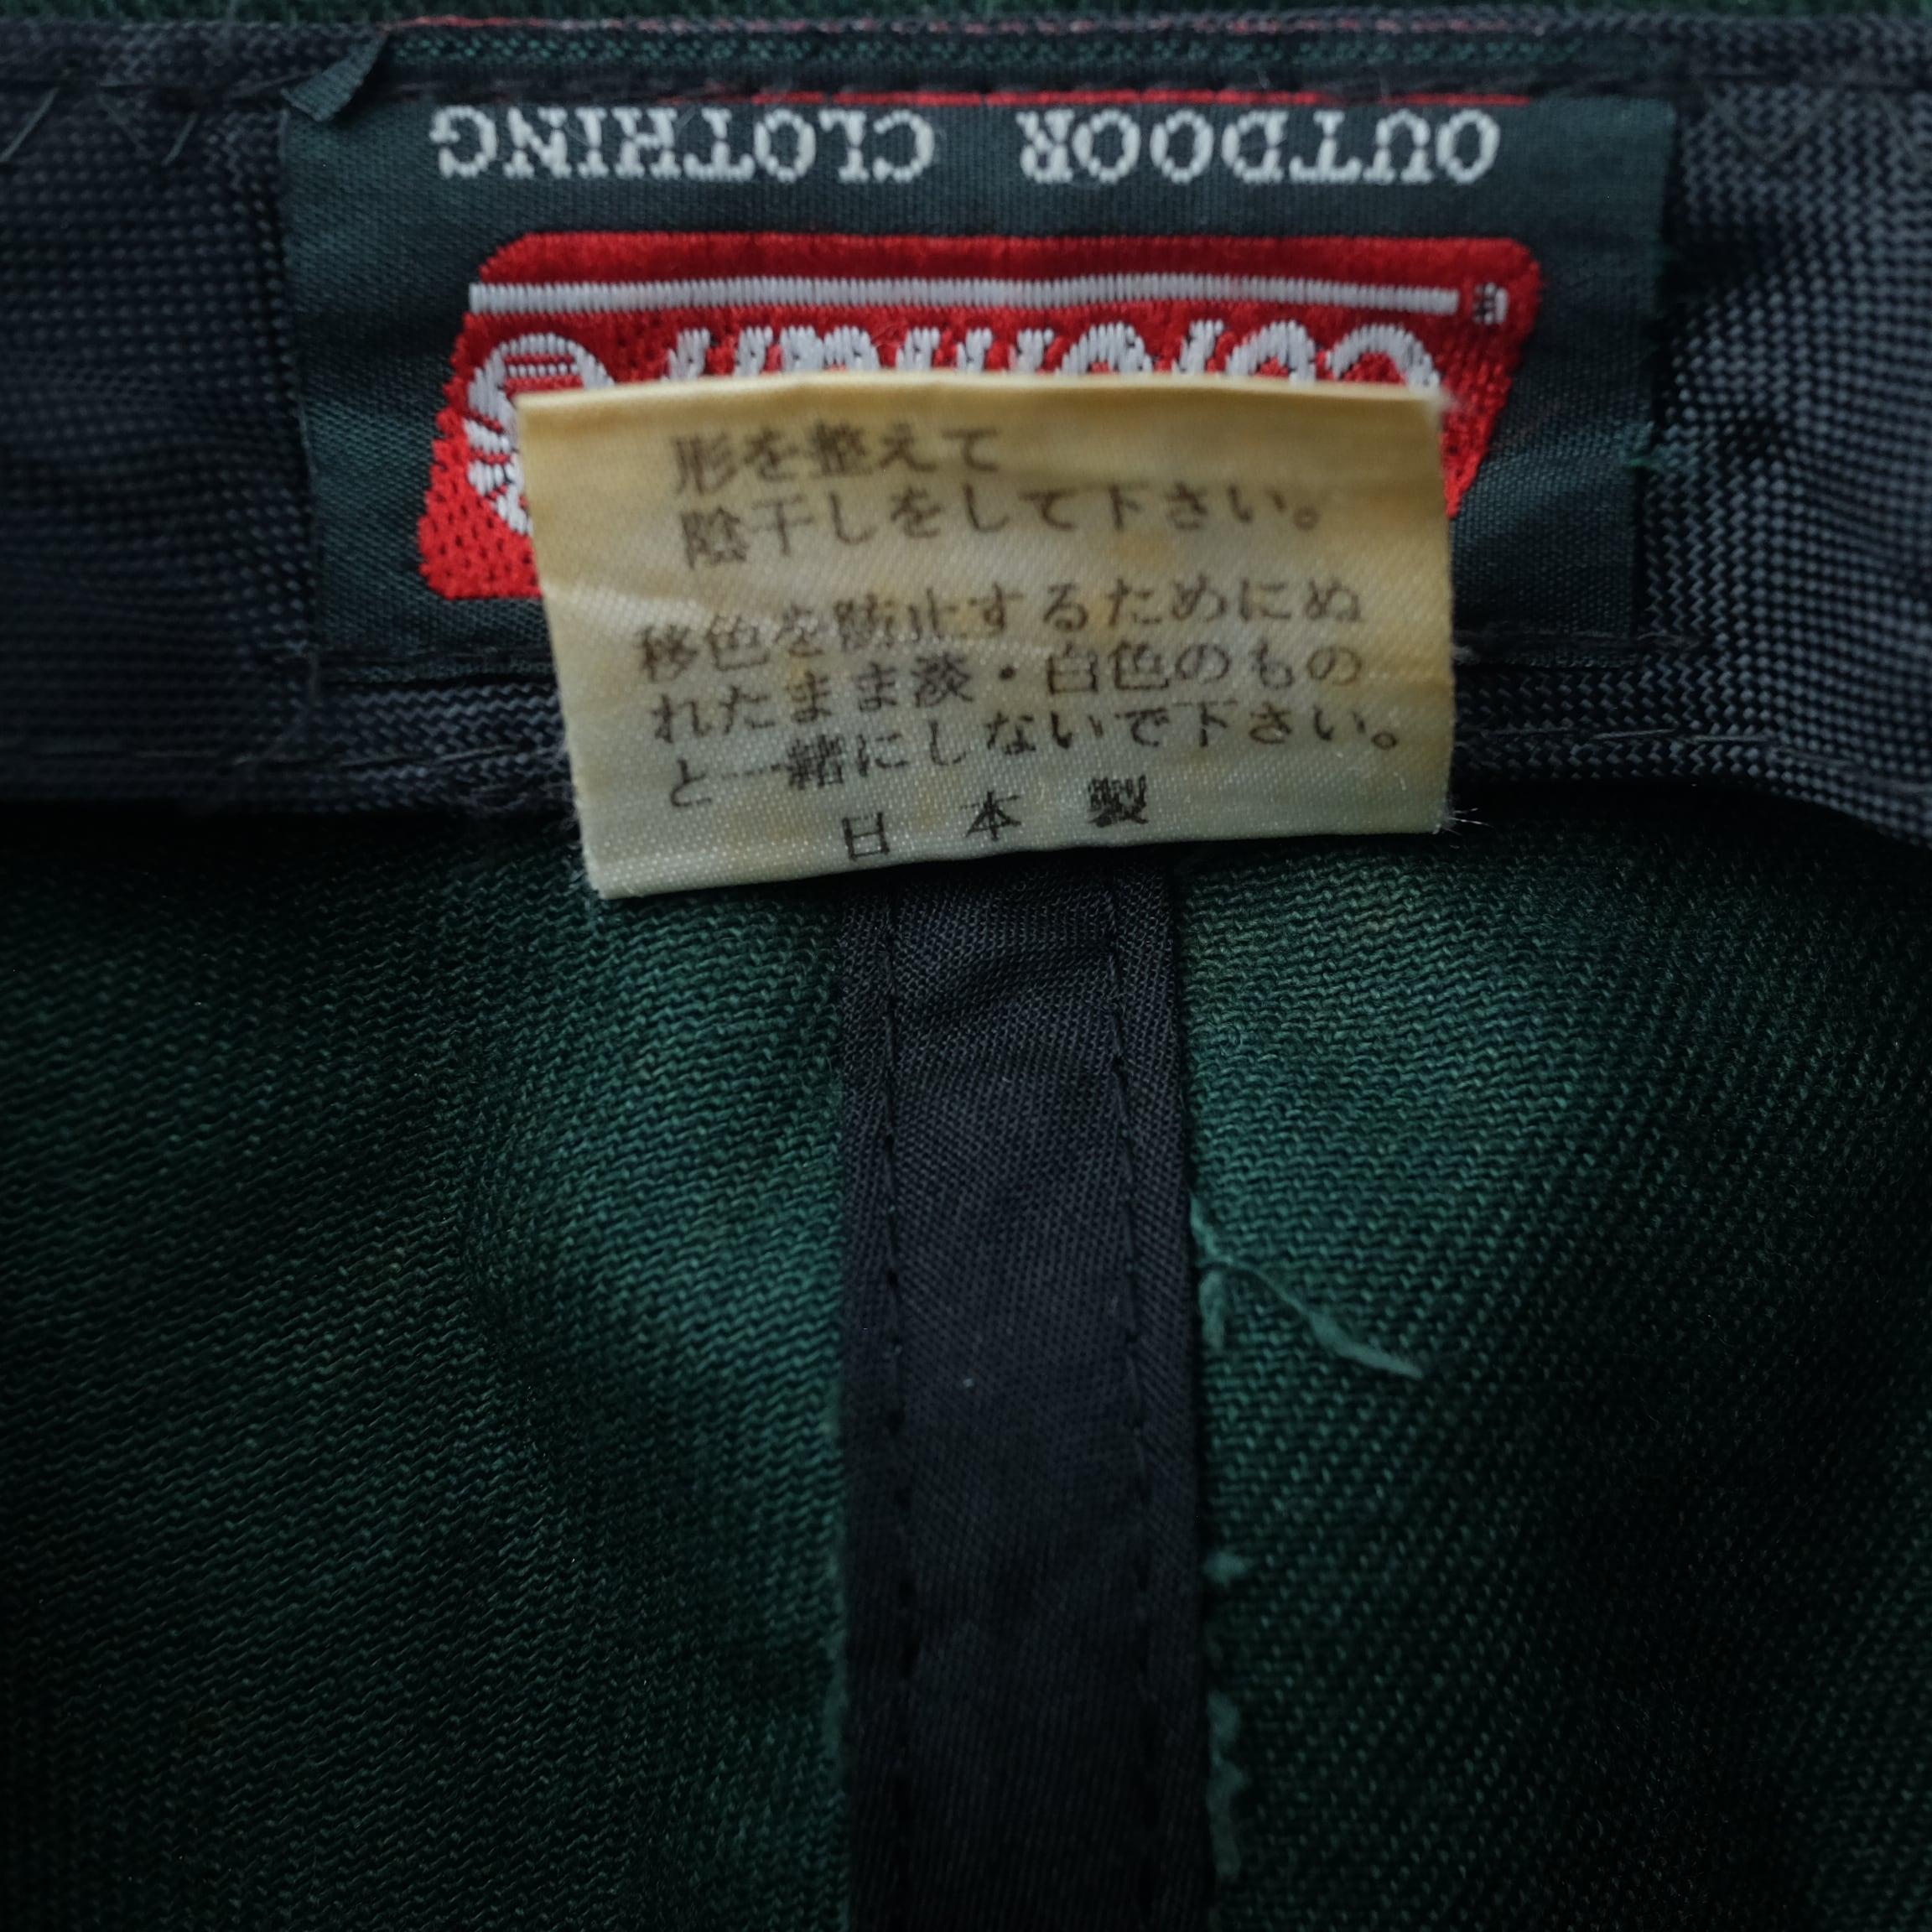 OUTDOOR CLOTHING
Coleman
形を整えて
陰干しをして下さい。
移色を防止するためにぬ
れたまま淡・白色のもの
と一緒にしないで下さい。
日本製